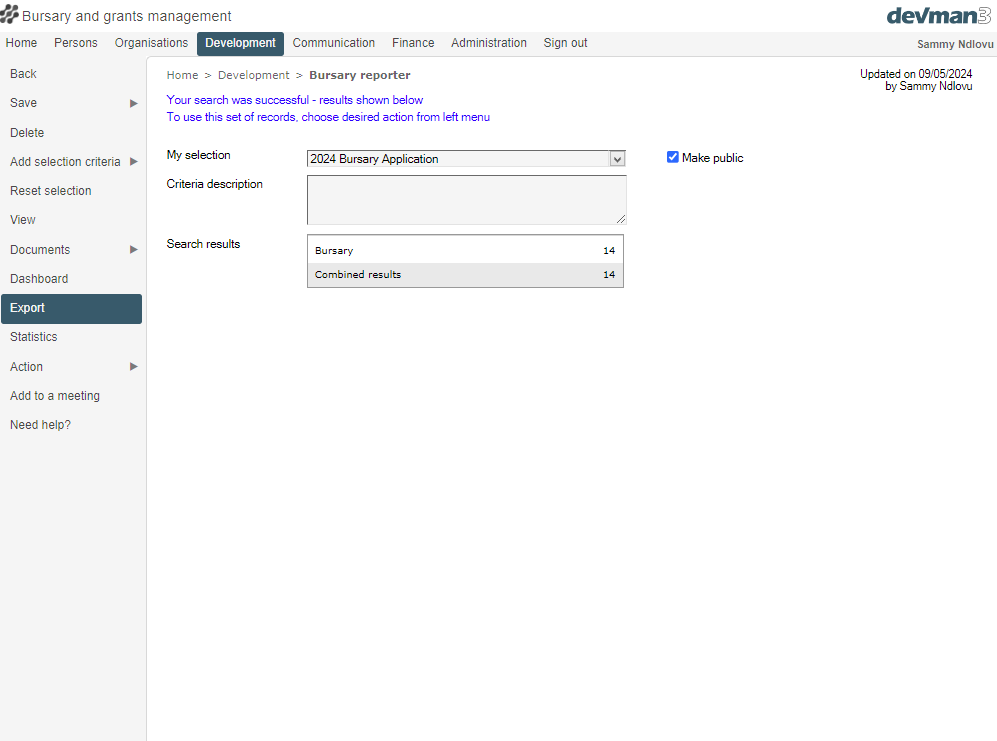 Bursary and grants management
devman3
Home Persons Organisations Development Communication Finance Administration Sign out
Sammy Ndlovu
Back
Save
Delete
Add selection criteria
Reset selection
View
Documents
Dashboard
Export
Statistics
Action
Add to a meeting
Need help?
Home > Development > Bursary reporter
Updated on 09/05/2024
by Sammy Ndlovu
Your search was successful - results shown below
To use this set of records, choose desired action from left menu
My selection 2024 Bursary Application Make public
Criteria description
Search results
Bursary 14
Combined results 14